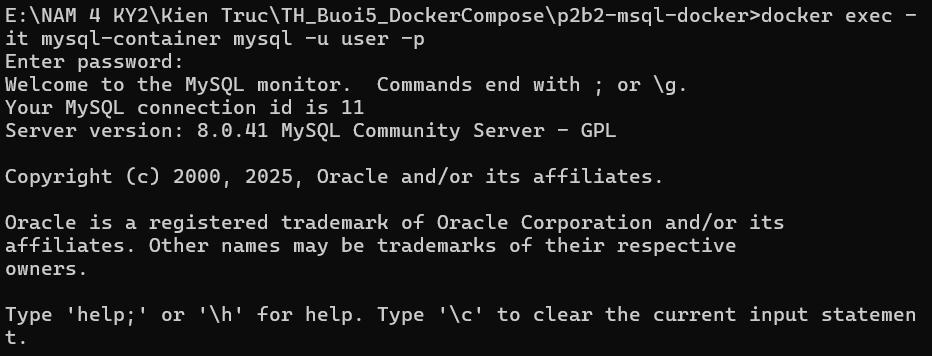 E:\NAM 4 KY2\Kien Truc\TH_Buoi5_DockerCompose\p2b2-msql-docker>docker exec -
it mysql-container mysql -u user -p
Enter password:
Welcome to the MySQL monitor.  Commands end with ; or \g.
Your MySQL connection id is 11
Server version: 8.0.41 MySQL Community Server - GPL

Copyright (c) 2000, 2025, Oracle and/or its affiliates.

Oracle is a registered trademark of Oracle Corporation and/or its
affiliates. Other names may be trademarks of their respective
owners.

Type 'help;' or '\h' for help. Type '\c' to clear the current input statemen
t.